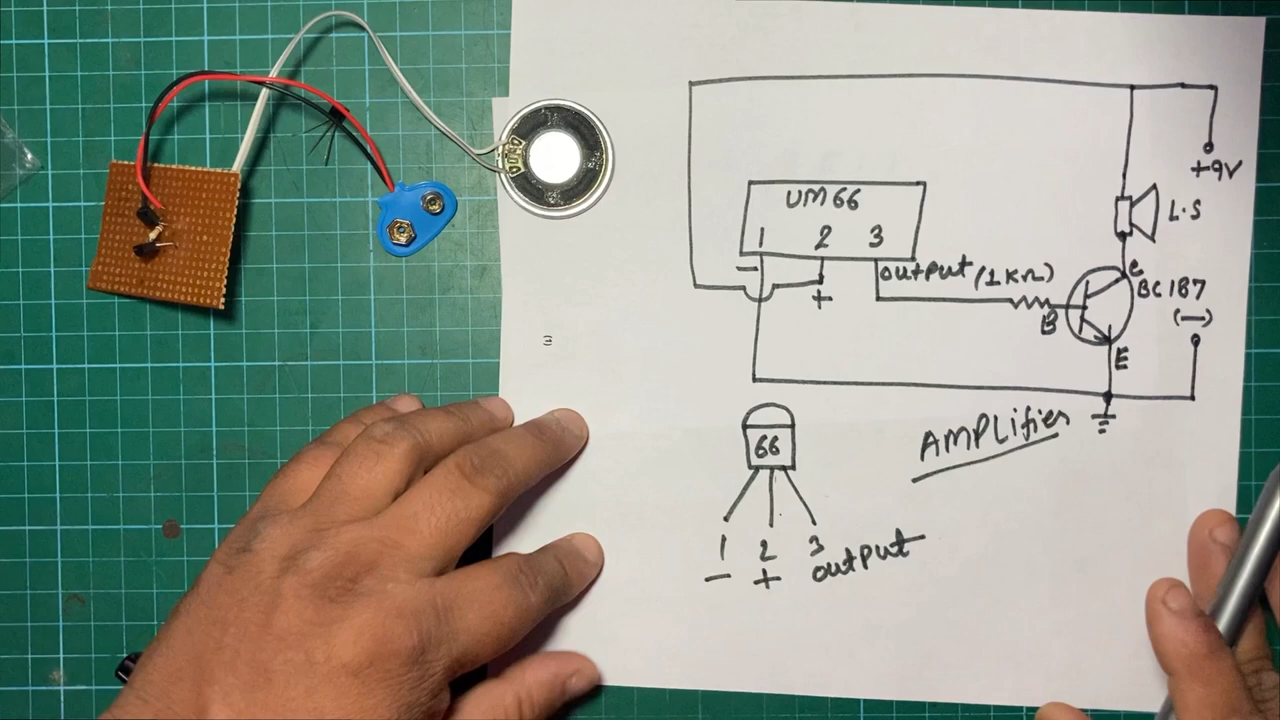 +9V
UM66
L.S
1 2 3
output (1KΩ)
C
BC187
-
+
B
(-)
E
AMPLifier
66
1 2 3
- + output